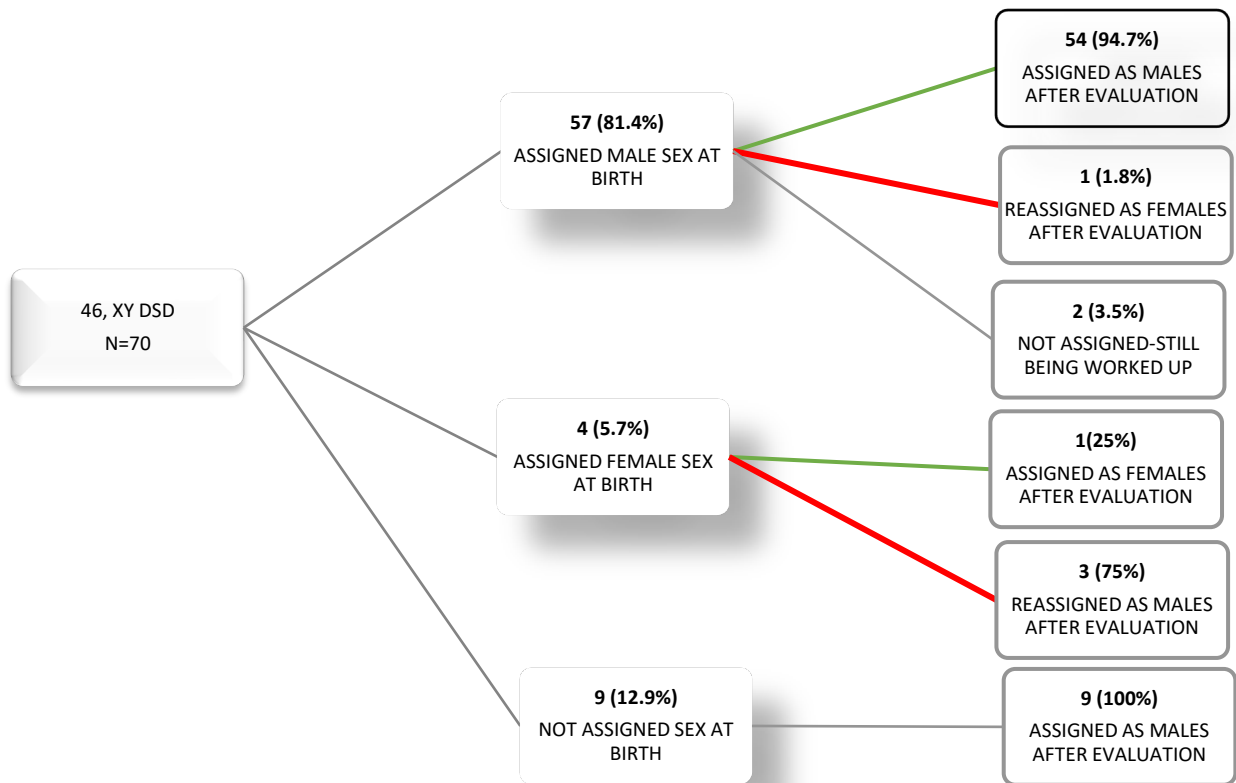 46, XY DSD
N=70
57 (81.4%)
ASSIGNED MALE SEX AT
BIRTH
4 (5.7%)
ASSIGNED FEMALE SEX
AT BIRTH
9 (12.9%)
NOT ASSIGNED SEX AT
BIRTH
54 (94.7%)
ASSIGNED AS MALES
AFTER EVALUATION
1 (1.8%)
REASSIGNED AS FEMALES
AFTER EVALUATION
2 (3.5%)
NOT ASSIGNED-STILL
BEING WORKED UP
1(25%)
ASSIGNED AS FEMALES
AFTER EVALUATION
3 (75%)
REASSIGNED AS MALES
AFTER EVALUATION
9 (100%)
ASSIGNED AS MALES
AFTER EVALUATION